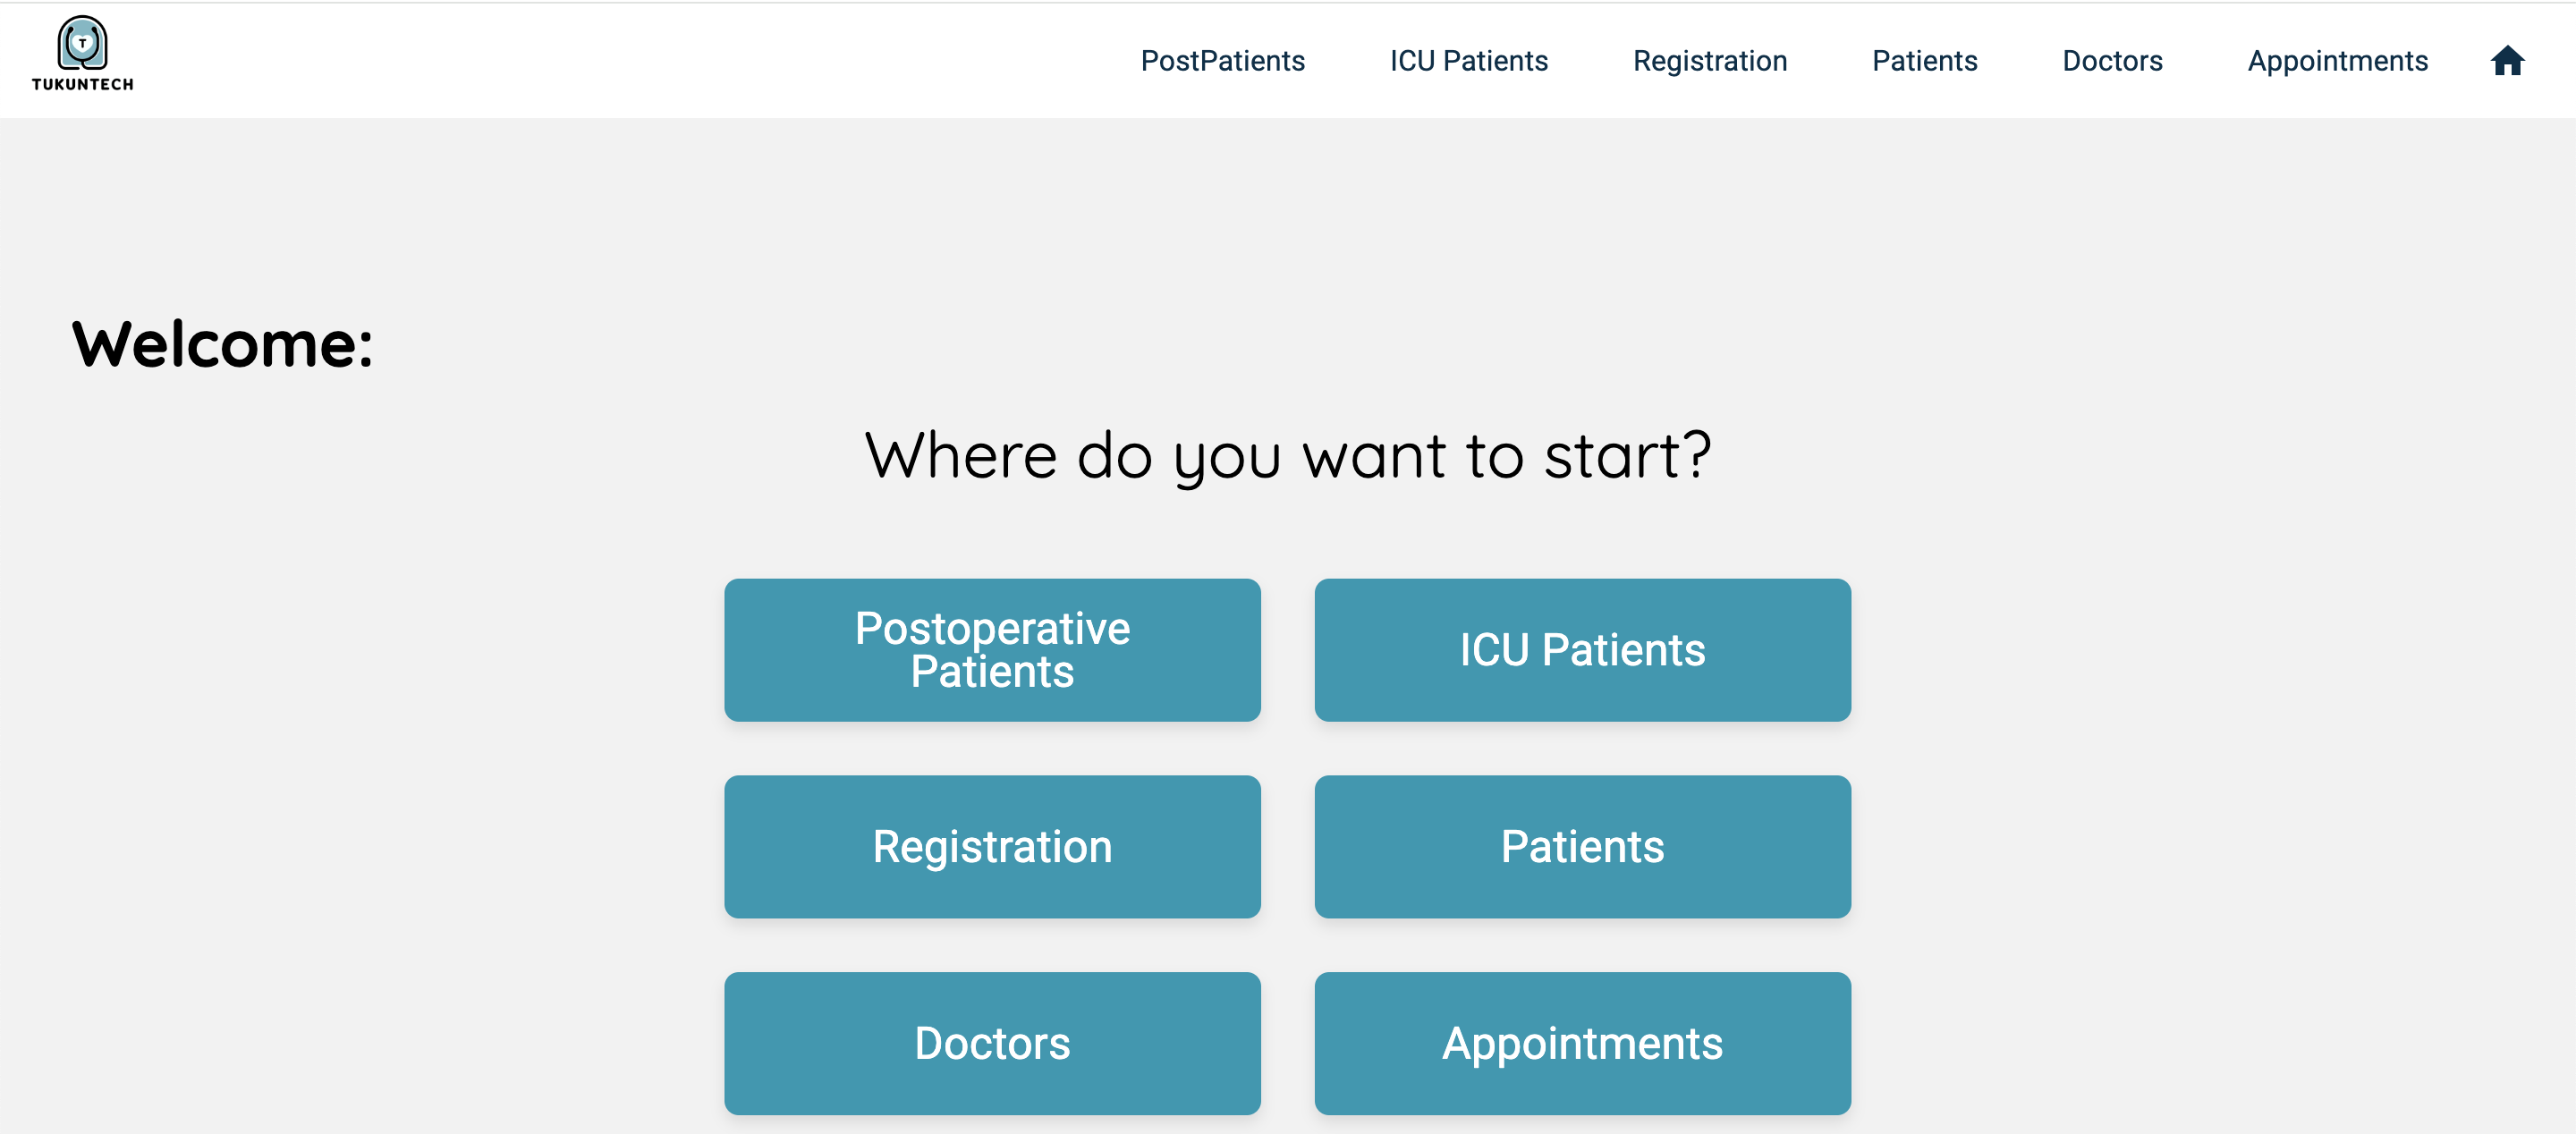 T
TUKUNTECH
PostPatients ICU Patients Registration Patients Doctors Appointments
Welcome:
Where do you want to start?
Postoperative
Patients
ICU Patients
Registration
Patients
Doctors
Appointments